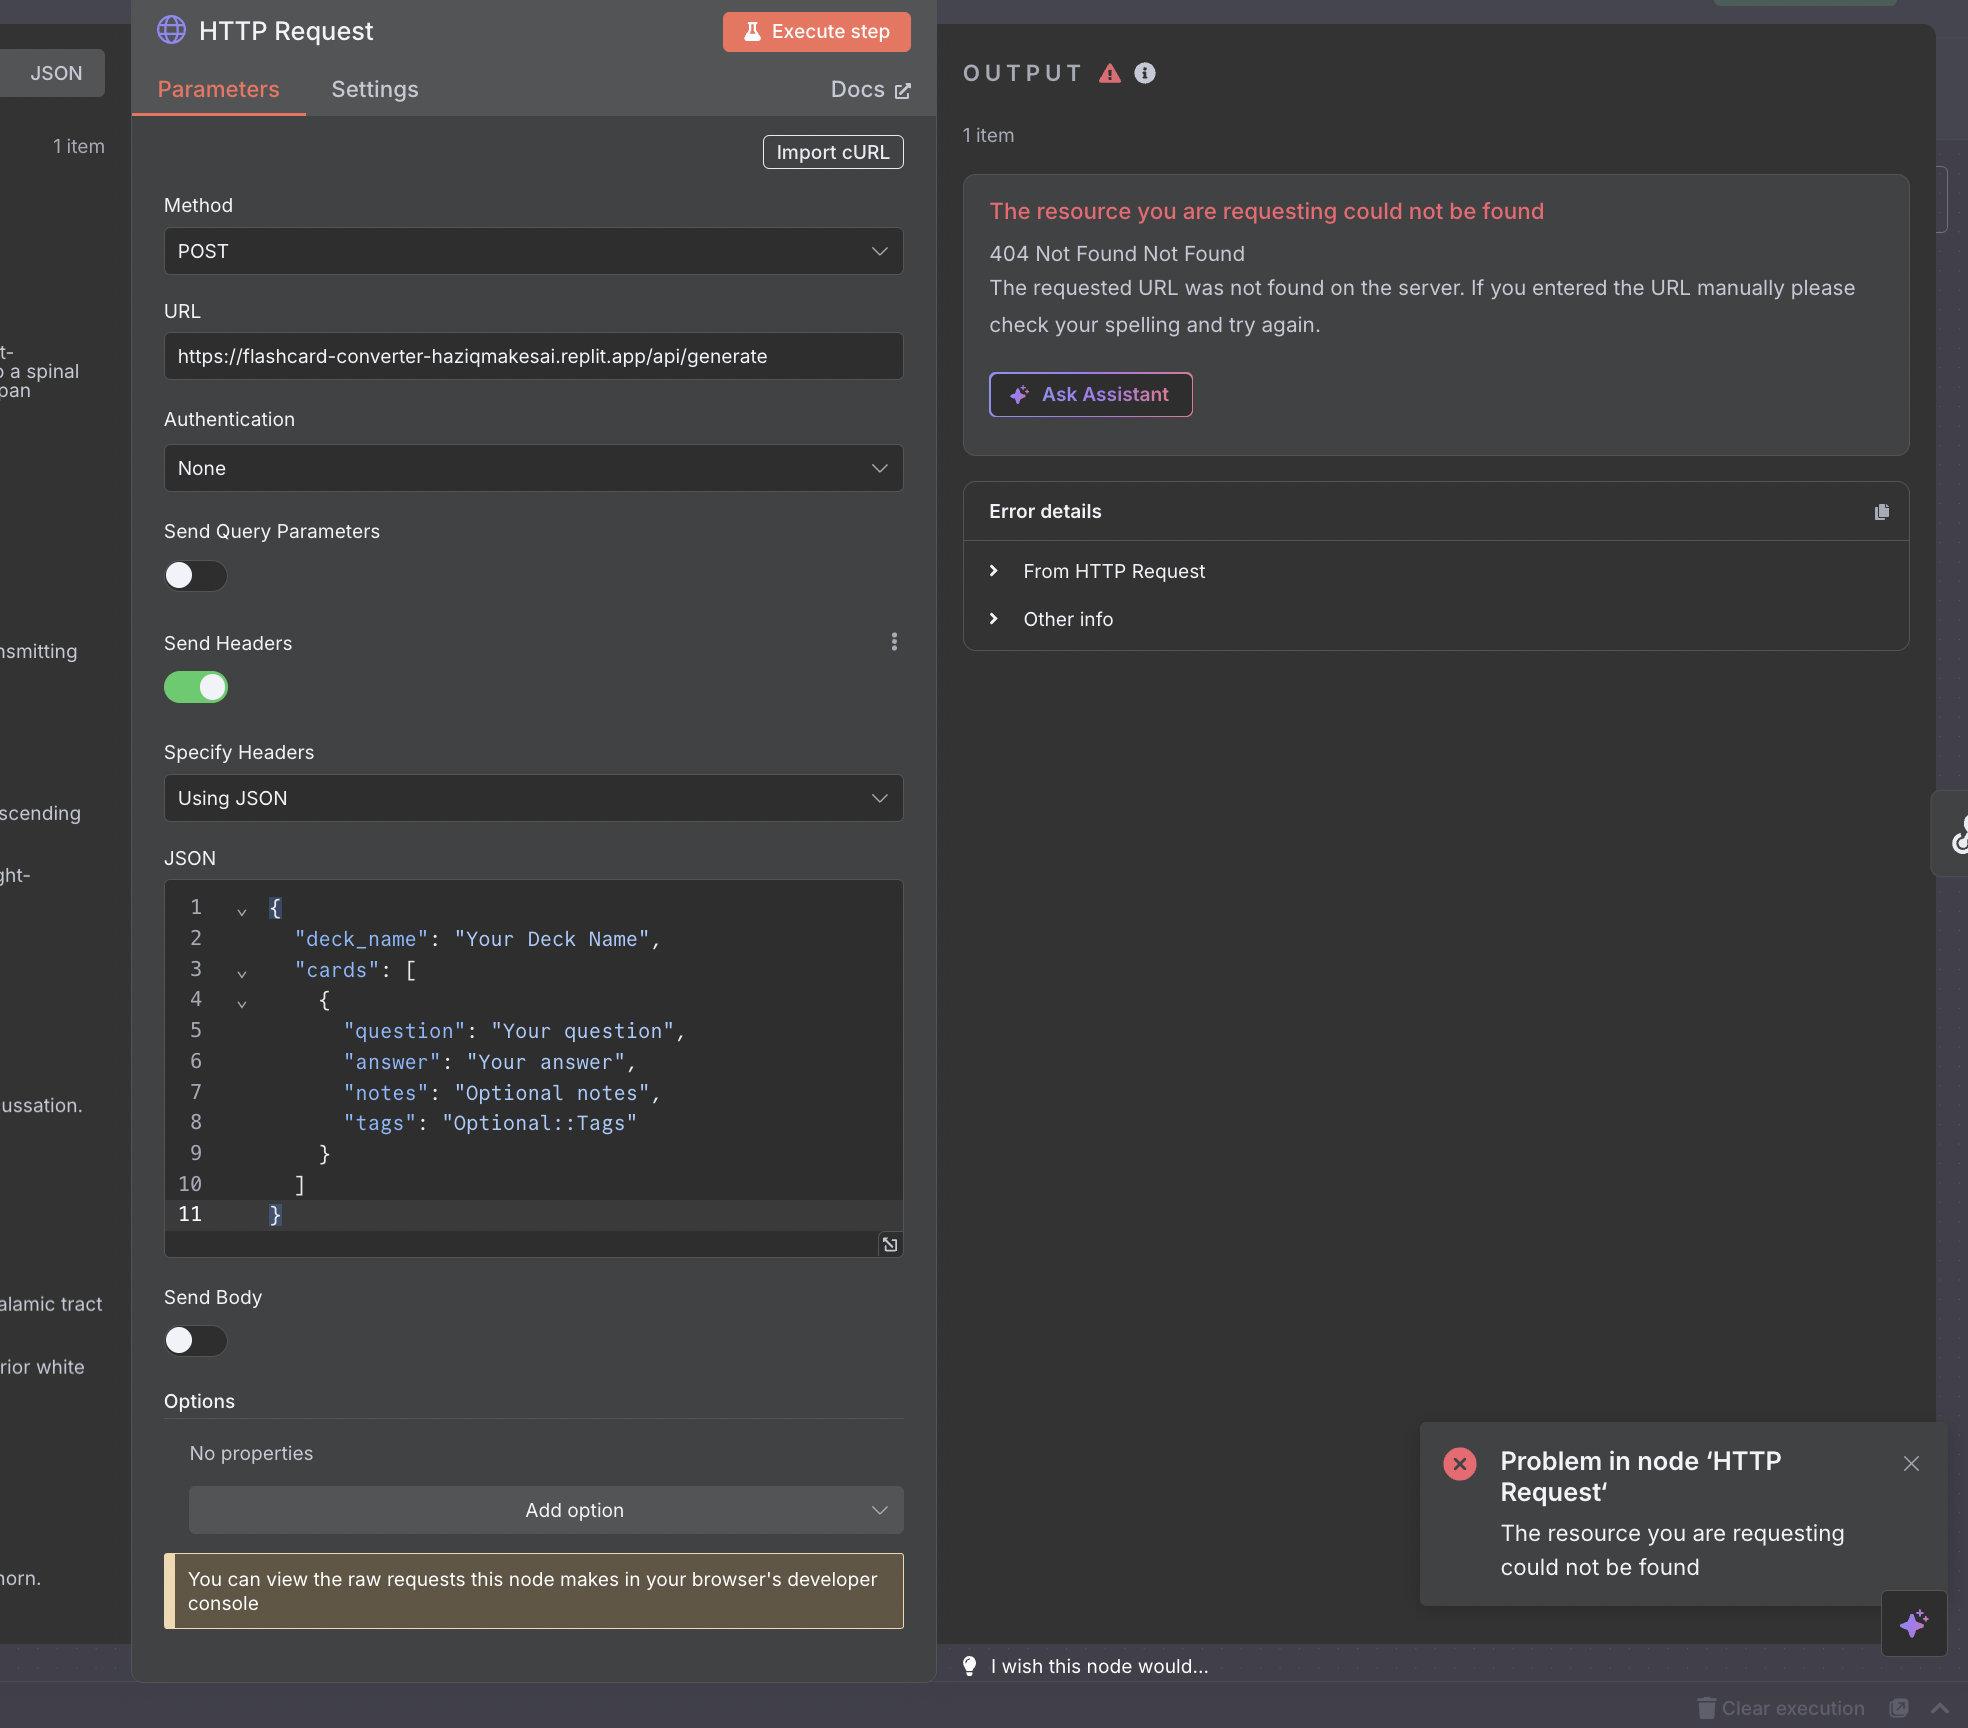 JSON
1 item
t-
o a spinal
pan
nsmitting
scending
ght-
ussation.
alamic tract
rior white
horn.
HTTP Request
Execute step
Parameters
Settings
Docs
Import cURL
Method
POST
URL
https://flashcard-converter-haziqmakesai.replit.app/api/generate
Authentication
None
Send Query Parameters
Send Headers
Specify Headers
Using JSON
JSON
1 {
2 "deck_name": "Your Deck Name",
3 "cards": [
4 {
5 "question": "Your question",
6 "answer": "Your answer",
7 "notes": "Optional notes",
8 "tags": "Optional::Tags"
9 }
10 ]
11 }
Send Body
Options
No properties
Add option
You can view the raw requests this node makes in your browser's developer
console
OUTPUT
1 item
The resource you are requesting could not be found
404 Not Found Not Found
The requested URL was not found on the server. If you entered the URL manually please
check your spelling and try again.
Ask Assistant
Error details
From HTTP Request
Other info
Problem in node ‘HTTP
Request‘
The resource you are requesting
could not be found
I wish this node would...
Clear execution